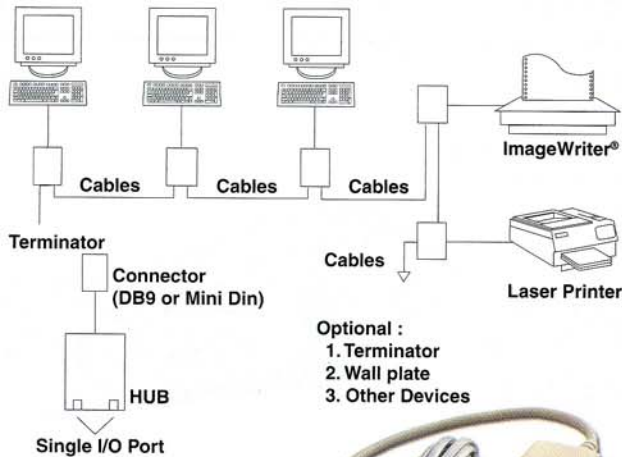 ImageWriter®
Cables Cables Cables
Terminator
Cables
Laser Printer
Connector
(DB9 or Mini Din)
HUB
Single I/O Port
Optional :
1. Terminator
2. Wall plate
3. Other Devices